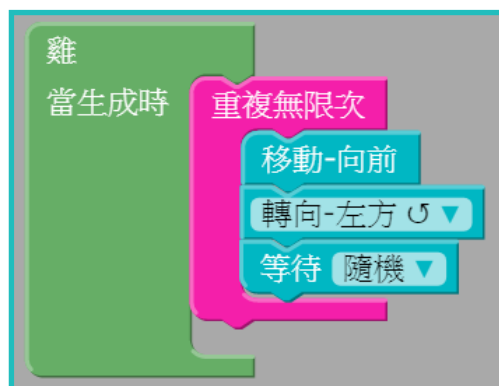 雞
當生成時
重複無限次
移動-向前
轉向-左方 ↺ ▼
等待 隨機 ▼